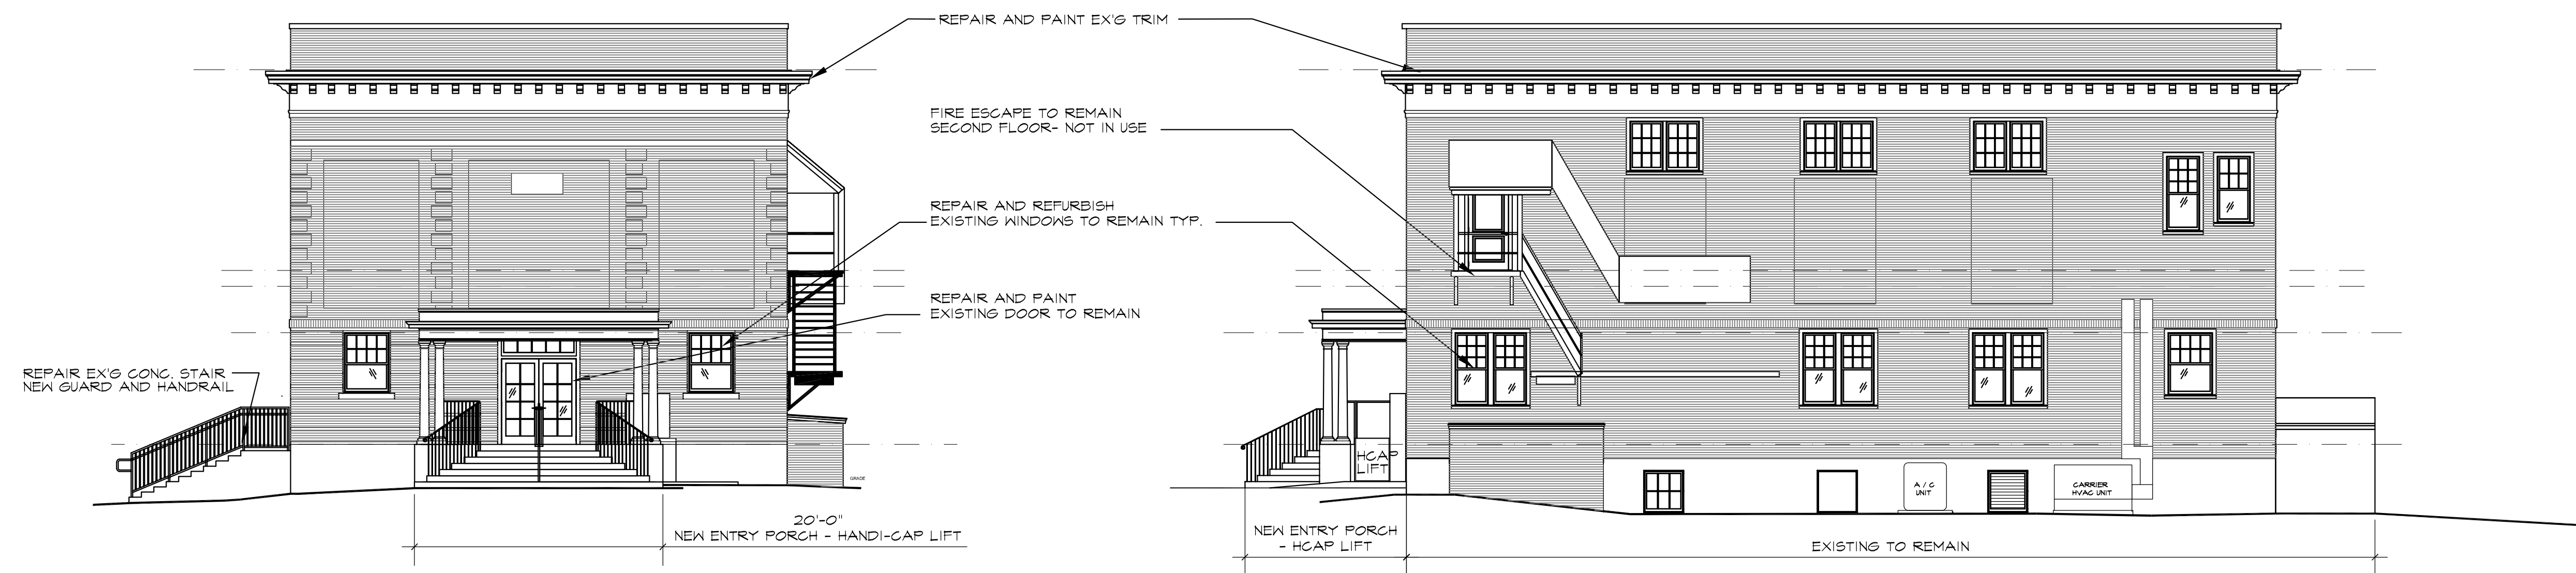 REPAIR AND PAINT EX'G TRIM
FIRE ESCAPE TO REMAIN
SECOND FLOOR- NOT IN USE
REPAIR AND REFURBISH
EXISTING WINDOWS TO REMAIN TYP.
REPAIR AND PAINT
EXISTING DOOR TO REMAIN
REPAIR EX'G CONC. STAIR
NEW GUARD AND HANDRAIL
GRADE
20'-0"
NEW ENTRY PORCH - HANDI-CAP LIFT
HCAP
LIFT
A / C
UNIT
CARRIER
HVAC UNIT
NEW ENTRY PORCH
- HCAP LIFT
EXISTING TO REMAIN